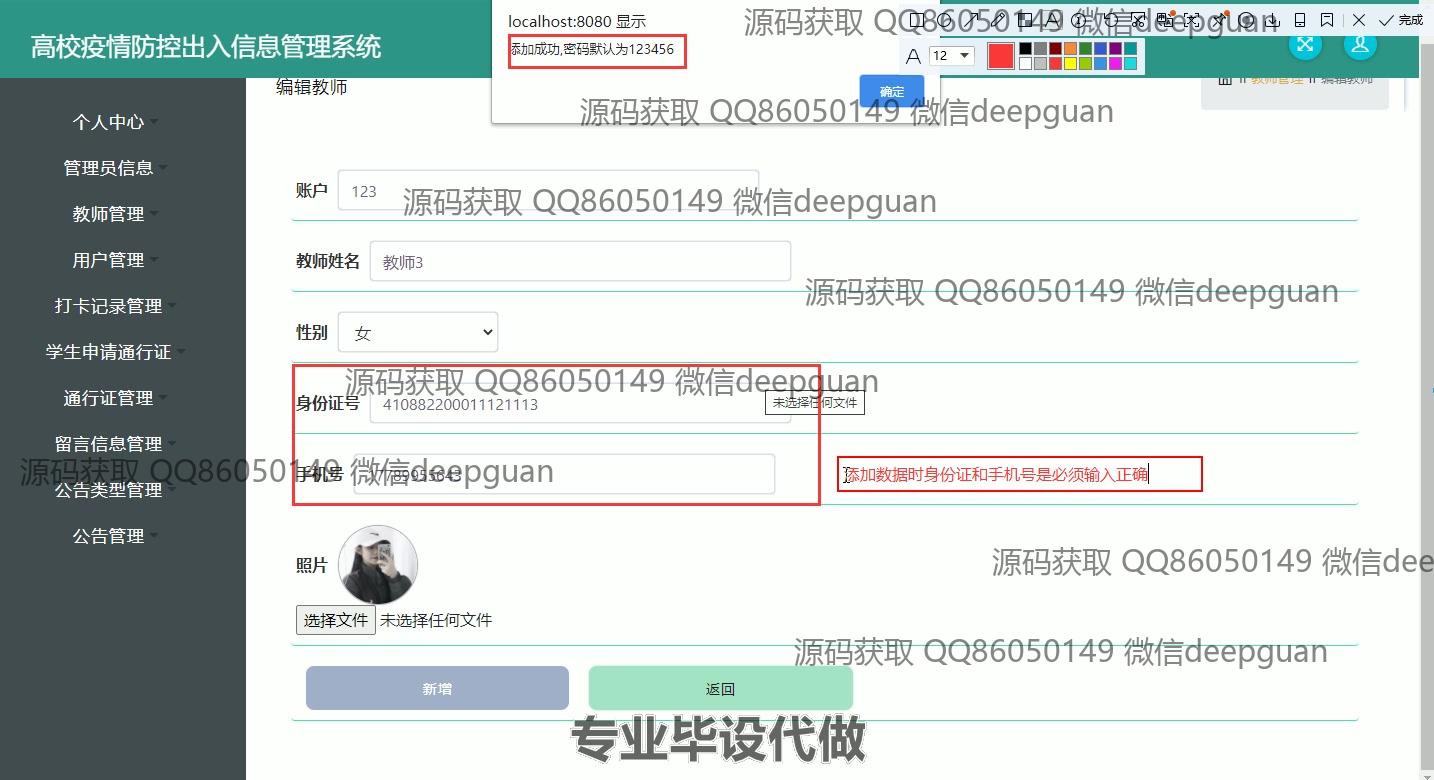 localhost:8080 显示
添加成功,密码默认为123456
确定
12
完成
高校疫情防控出入信息管理系统
源码获取 QQ86050149 微信deepguan
编辑教师
教师管理
编辑教师
源码获取 QQ86050149 微信deepguan
个人中心
管理员信息
教师管理
用户管理
打卡记录管理
学生申请通行证
通行证管理
留言信息管理
公告类型管理
公告管理
账户
123
源码获取 QQ86050149 微信deepguan
教师姓名
教师3
源码获取 QQ86050149 微信deepguan
性别
女
源码获取 QQ86050149 微信deepguan
身份证号
410882200011121113
未选择任何文件
手机号
源码获取 QQ86050149 微信deepguan
添加数据时身份证和手机号是必须输入正确
照片
源码获取 QQ86050149 微信dee
选择文件 未选择任何文件
源码获取 QQ86050149 微信deepguan
新增
返回
专业毕设代做